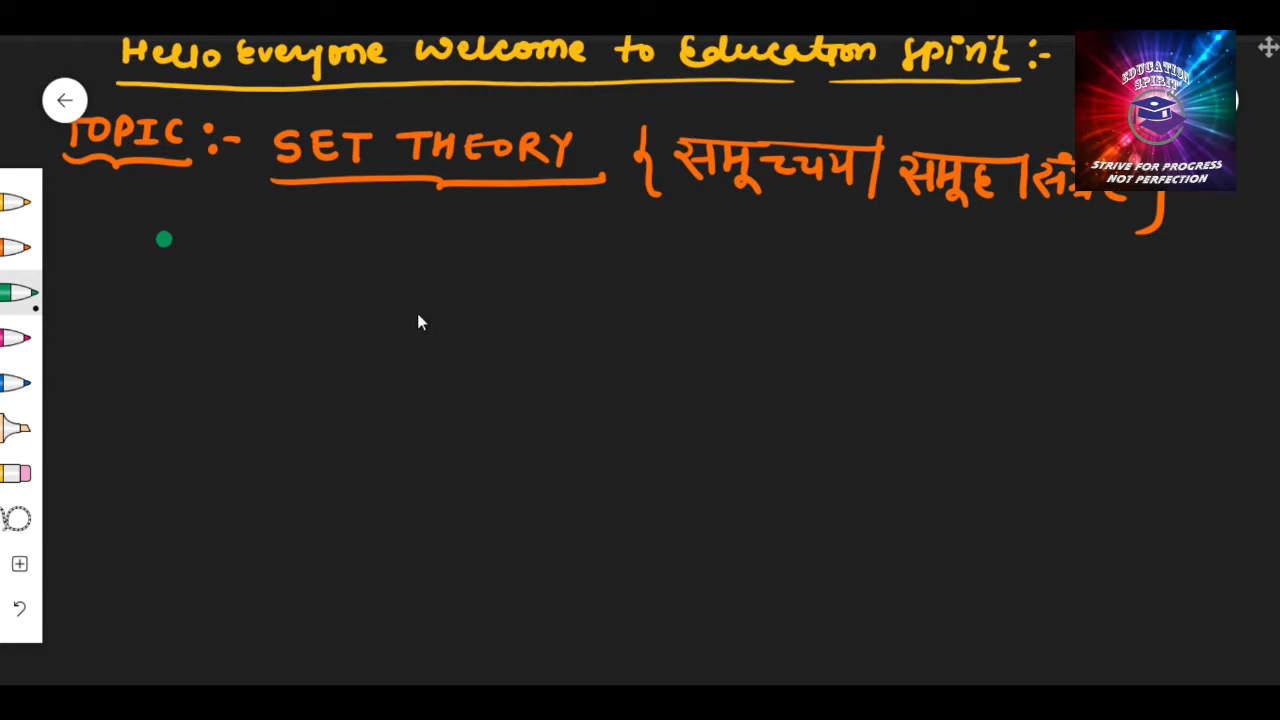 Hello Everyone Welcome to Education Spirit :-
TOPIC :- SET THEORY { समूच्चय | समूह |
EDUCATION
SPIRIT
STRIVE FOR PROGRESS
NOT PERFECTION